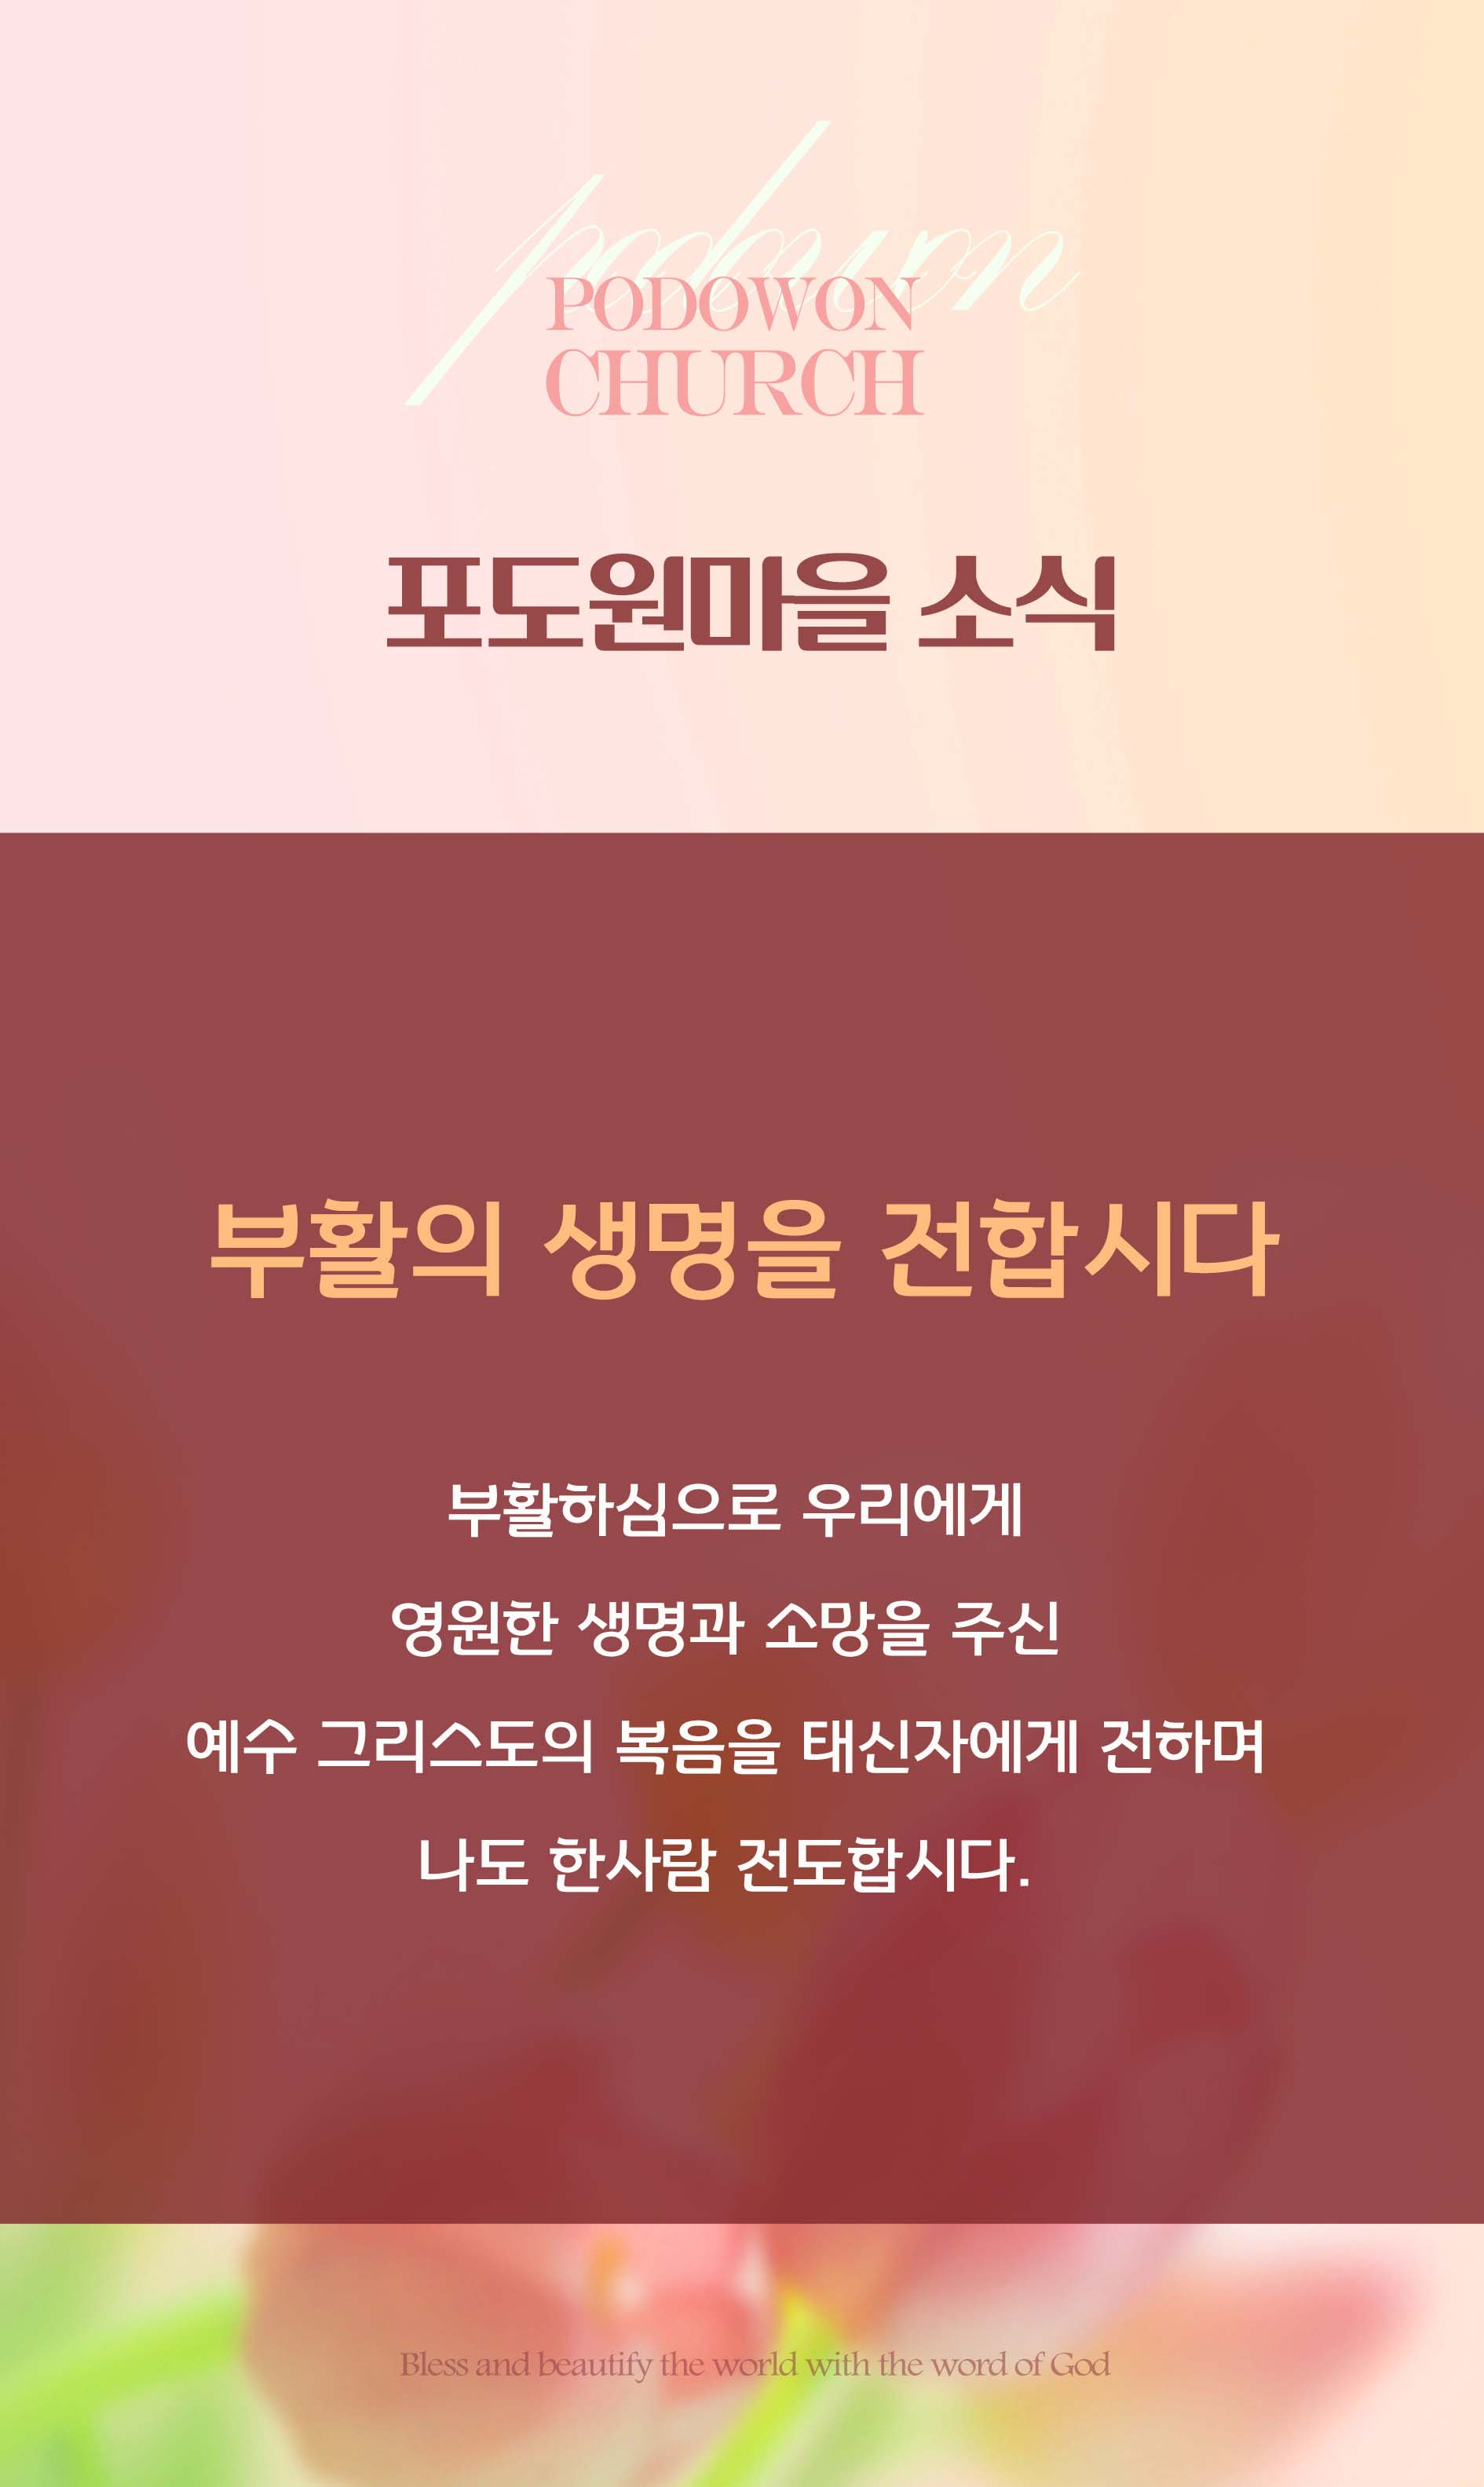 podowon
PODOWON
CHURCH
포도원마을 소식
부활의 생명을 전합시다
부활하심으로 우리에게
영원한 생명과 소망을 주신
예수 그리스도의 복음을 태신자에게 전하며
나도 한사람 전도합시다.
Bless and beautify the world with the word of God